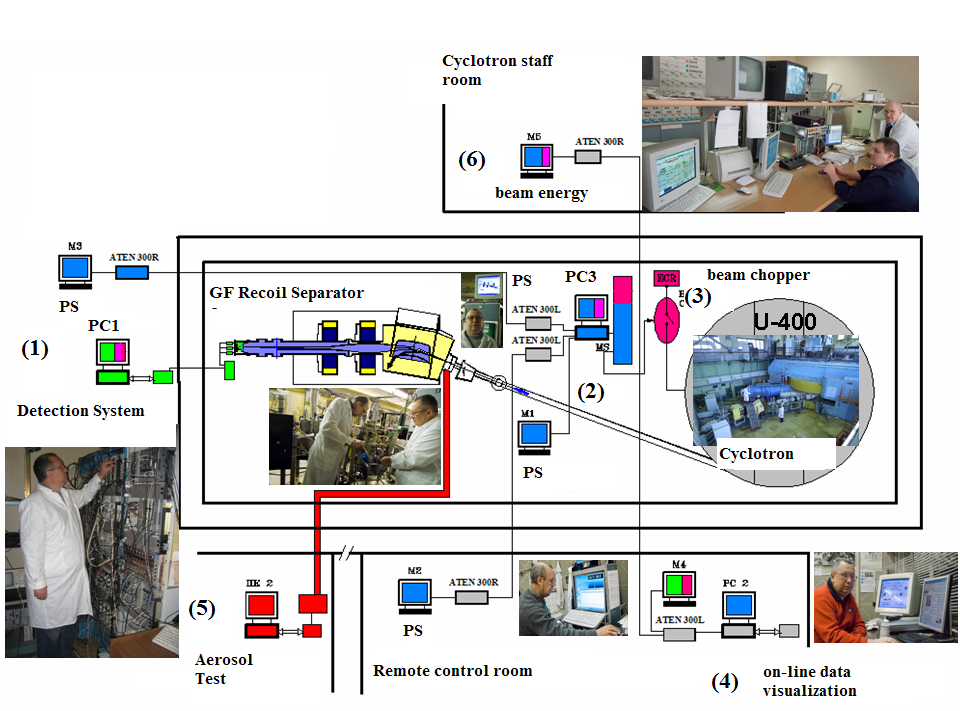 Cyclotron staff
room
M5
ATEN 300R
(6)
beam energy
M3
ATEN 300R
PS
PC1
(1)
Detection System
GF Recoil Separator
PS
PC3
ATEN 300L
ATEN 300L
MS
(2)
M1
PS
ECR
beam chopper
(3)
U-400
Cyclotron
ПК 2
(5)
Aerosol
Test
M2
ATEN 300R
PS
Remote control room
M4
PC 2
ATEN 300L
(4)
on-line data
visualization